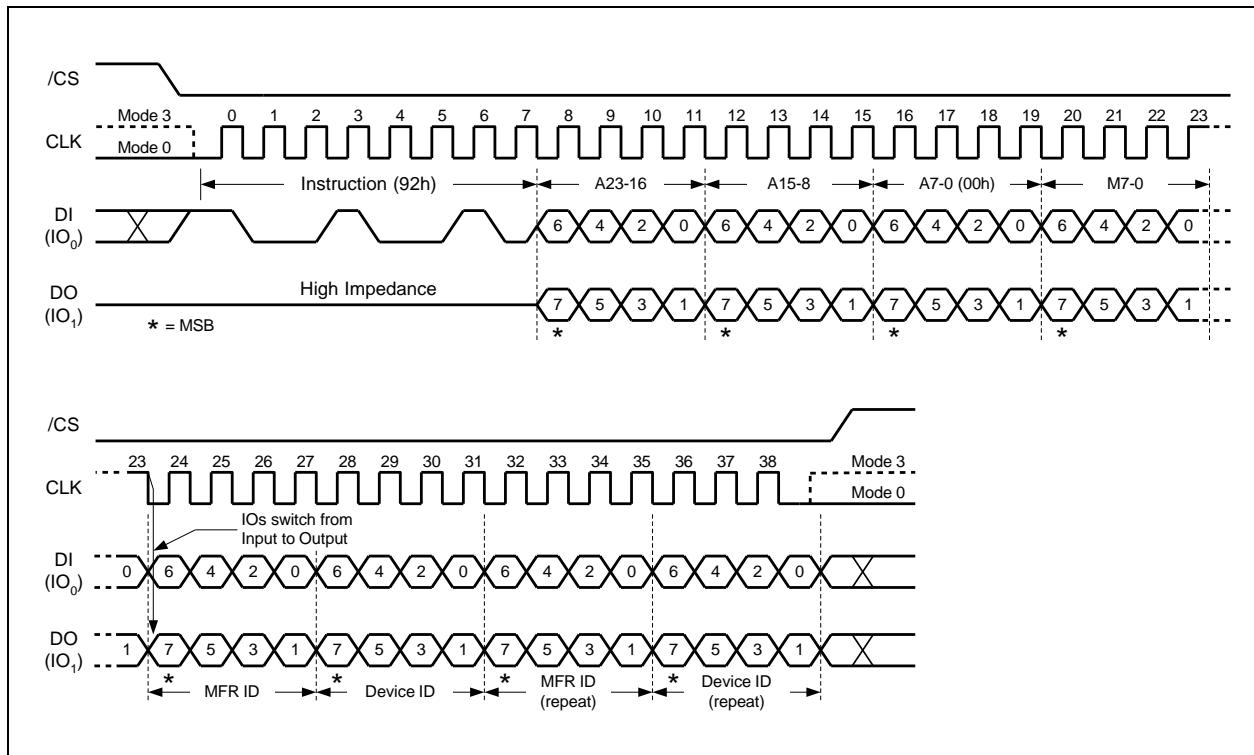 /CS
Mode 3 0 1 2 3 4 5 6 7 8 9 10 11 12 13 14 15 16 17 18 19 20 21 22 23
CLK
Mode 0
Instruction (92h) A23-16 A15-8 A7-0 (00h) M7-0
DI
(IO0)
6 4 2 0 6 4 2 0 6 4 2 0 6 4 2 0
High Impedance
DO
(IO1)
7 5 3 1 7 5 3 1 7 5 3 1 7 5 3 1
* = MSB
* * * *
/CS
23 24 25 26 27 28 29 30 31 32 33 34 35 36 37 38 Mode 3
CLK
Mode 0
IOs switch from
Input to Output
DI
(IO0)
0 6 4 2 0 6 4 2 0 6 4 2 0 6 4 2 0
DO
(IO1)
1 7 5 3 1 7 5 3 1 7 5 3 1 7 5 3 1
* * * *
MFR ID Device ID MFR ID
(repeat)
Device ID
(repeat)